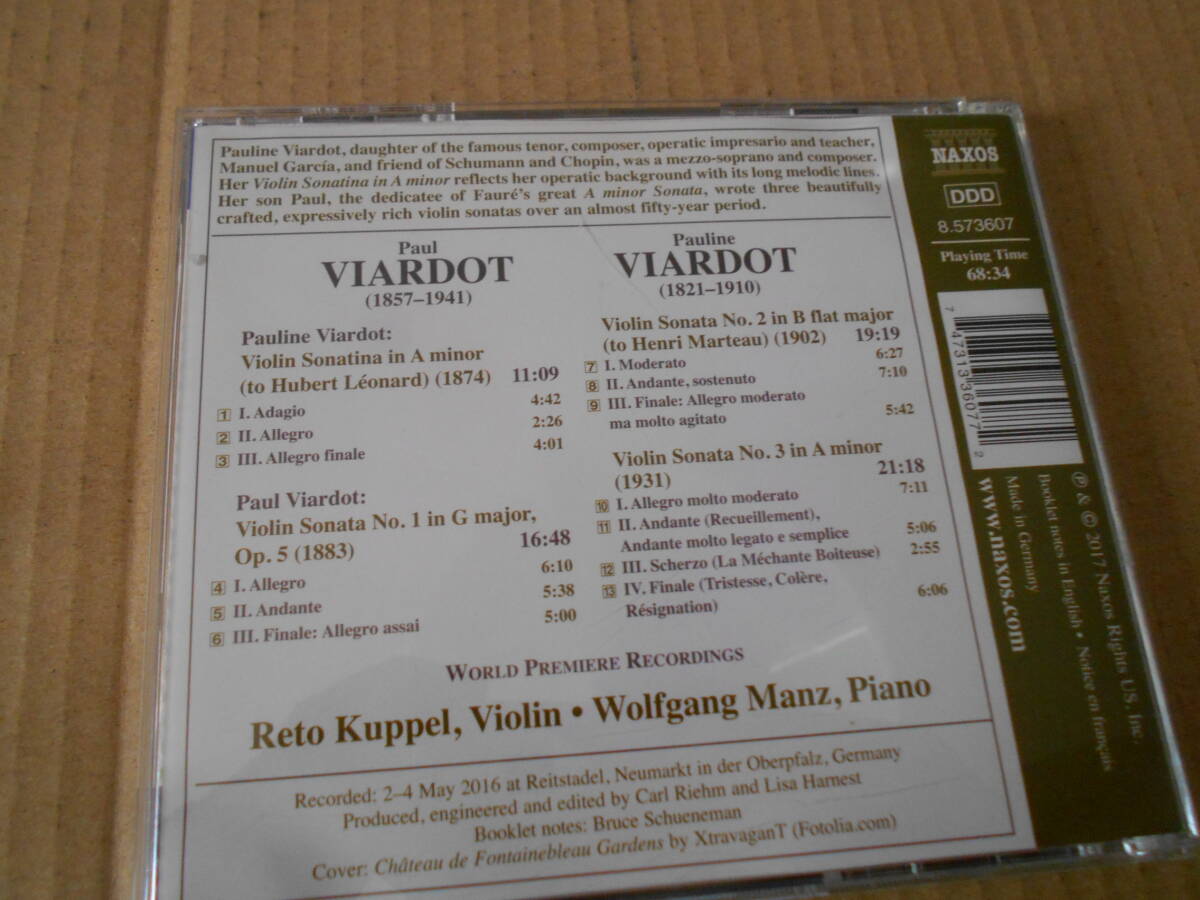 Pauline Viardot, daughter of the famous tenor, composer, operatic impresario and teacher,
Manuel García, and friend of Schumann and Chopin, was a mezzo-soprano and composer.
Her Violin Sonatina in A minor reflects her operatic background with its long melodic lines.
Her son Paul, the dedicatee of Fauré's great A minor Sonata, wrote three beautifully
crafted, expressively rich violin sonatas over an almost fifty-year period.
Paul
VIARDOT
(1857–1941)
Pauline Viardot:
Violin Sonatina in A minor
(to Hubert Léonard) (1874) 11:09
1 I. Adagio 4:42
2 II. Allegro 2:26
3 III. Allegro finale 4:01
Paul Viardot:
Violin Sonata No. 1 in G major,
Op. 5 (1883) 16:48
4 I. Allegro 6:10
5 II. Andante 5:38
6 III. Finale: Allegro assai 5:00
Pauline
VIARDOT
(1821–1910)
Violin Sonata No. 2 in B flat major
(to Henri Marteau) (1902) 19:19
7 I. Moderato 6:27
8 II. Andante, sostenuto 7:10
9 III. Finale: Allegro moderato
ma molto agitato 5:42
Violin Sonata No. 3 in A minor
(1931) 21:18
10 I. Allegro molto moderato 7:11
11 II. Andante (Recueillement),
Andante molto legato e semplice 5:06
12 III. Scherzo (La Méchante Boiteuse) 2:55
13 IV. Finale (Tristesse, Colère,
Résignation) 6:06
WORLD PREMIERE RECORDINGS
Reto Kuppel, Violin • Wolfgang Manz, Piano
Recorded: 2–4 May 2016 at Reitstadel, Neumarkt in der Oberpfalz, Germany
Produced, engineered and edited by Carl Riehm and Lisa Harnest
Booklet notes: Bruce Schueneman
Cover: Château de Fontainebleau Gardens by XtravaganT (Fotolia.com)
NAXOS
DDD
8.573607
Playing Time
68:34
7 47313 36077 2
℗ & © 2017 Naxos Rights US, Inc.
Booklet notes in English • Notice en français
Made in Germany
www.naxos.com